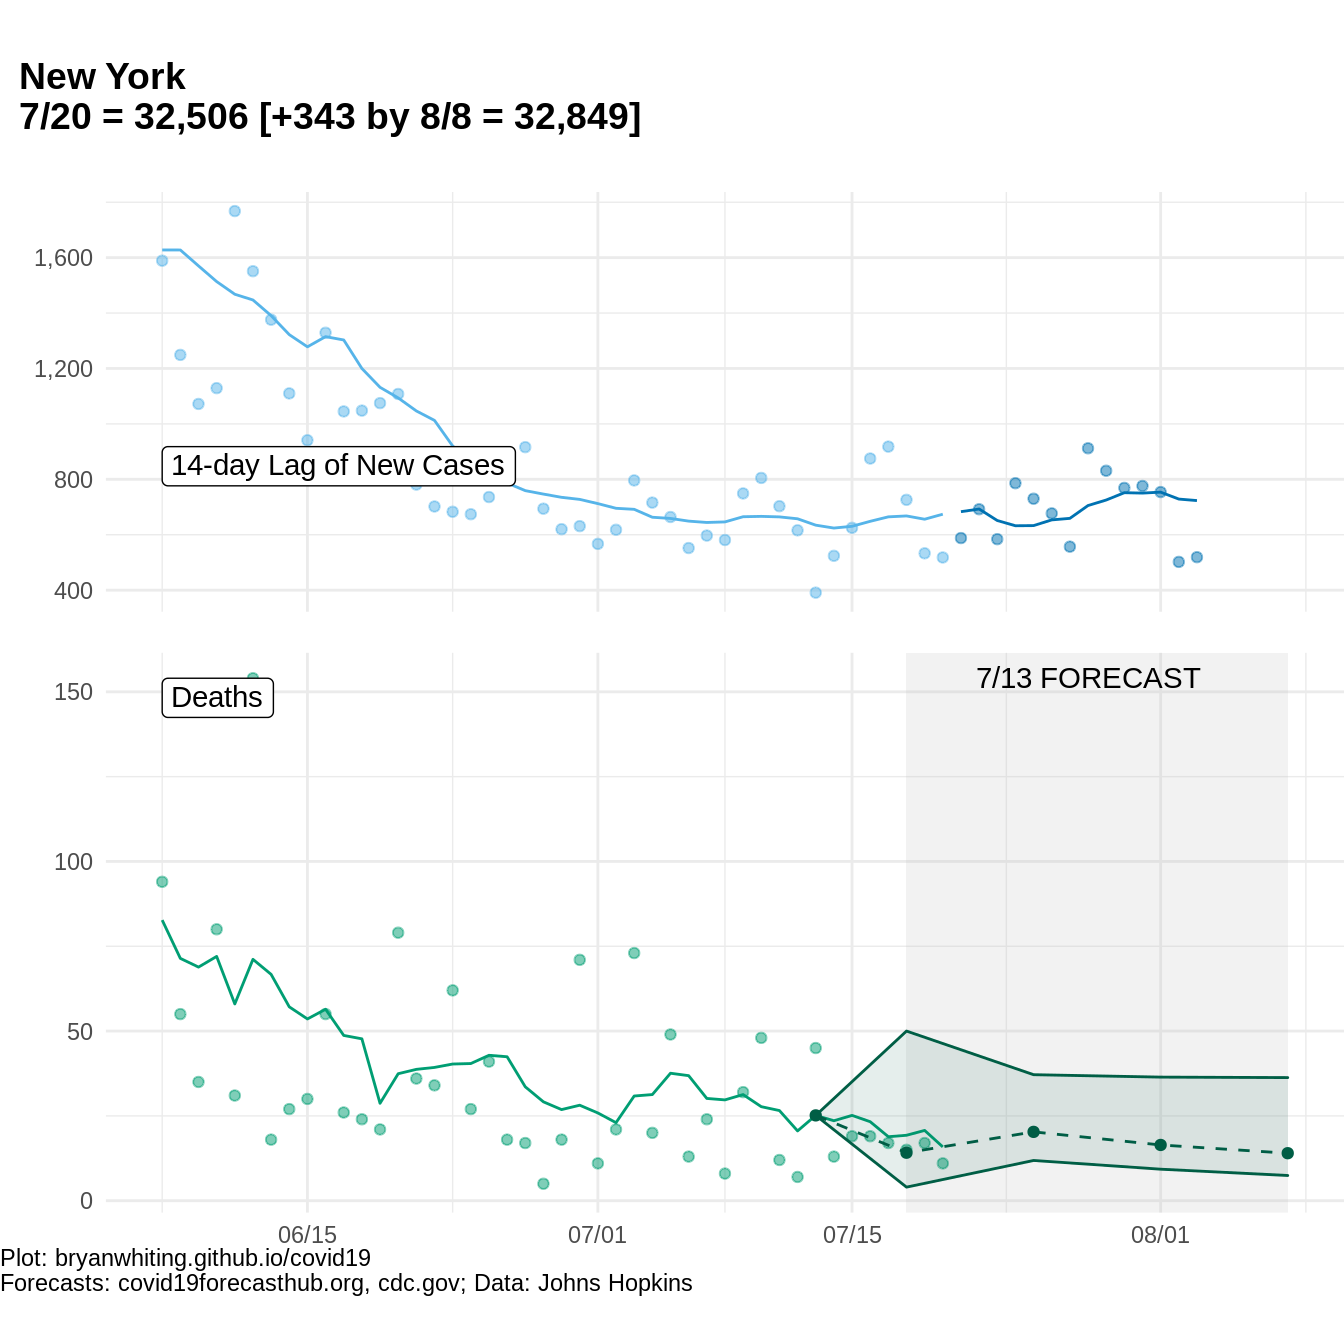 New York
7/20 = 32,506 [+343 by 8/8 = 32,849]
1,600
1,200
14-day Lag of New Cases
800
400
7/13 FORECAST
150
Deaths
100
50
0
06/15 07/01 07/15 08/01
Plot: bryanwhiting.github.io/covid19
Forecasts: covid19forecasthub.org, cdc.gov; Data: Johns Hopkins